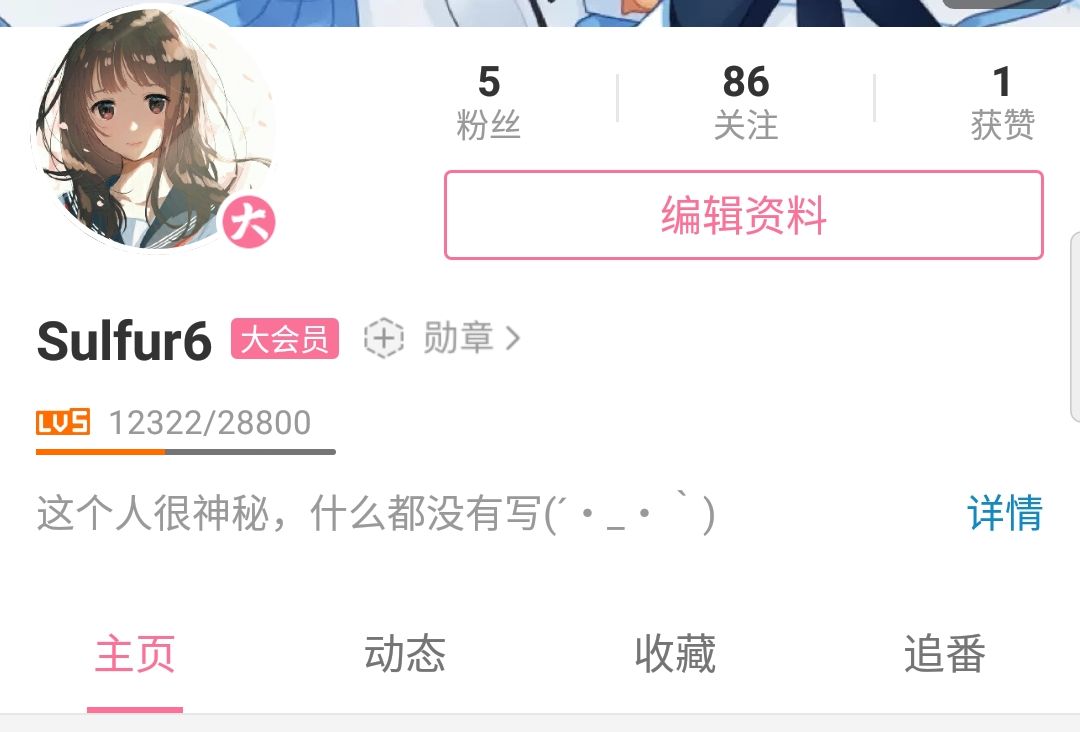 5
粉丝
86
关注
1
获赞
编辑资料
大
Sulfur6 大会员 勋章
LV5 12322/28800
这个人很神秘，什么都没有写(´・_・｀)
详情
主页 动态 收藏 追番